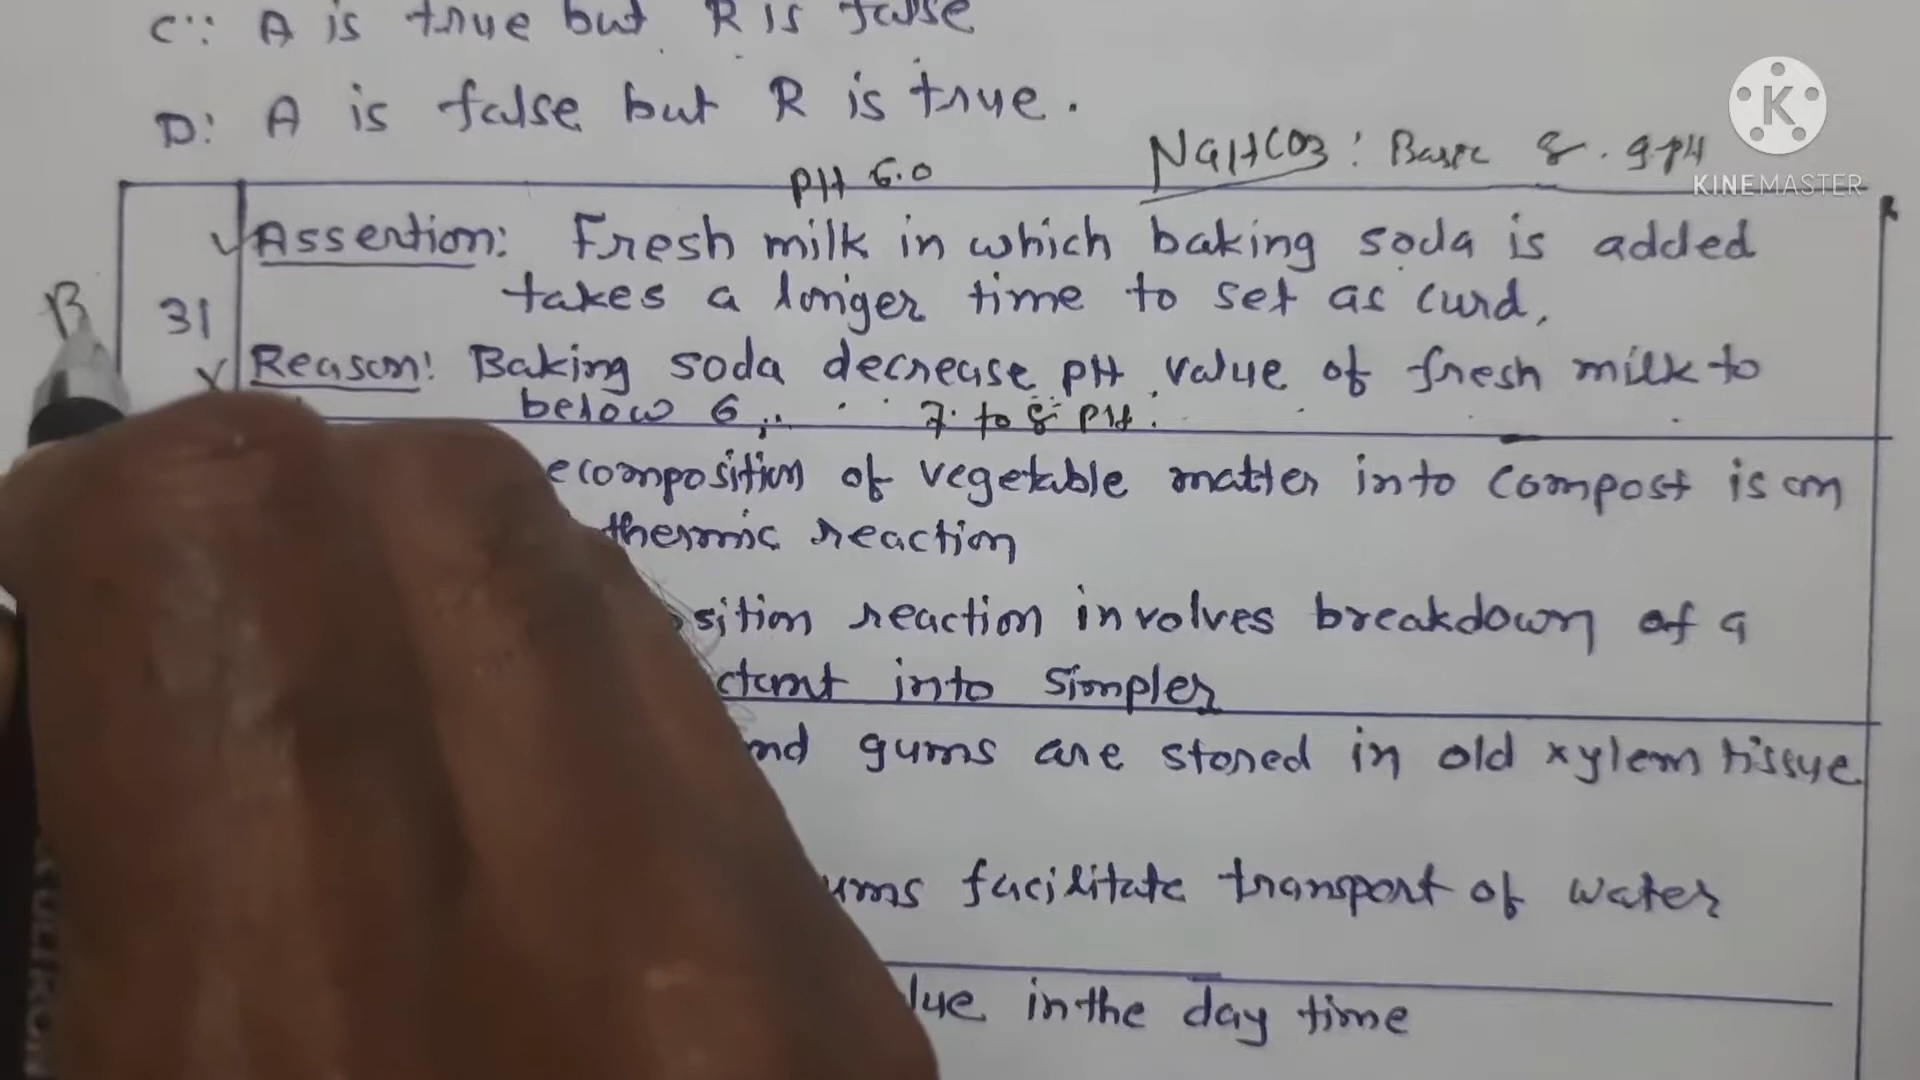 C: A is true but R is false
D: A is false but R is true.
NaHCO3: Basic 8. 9 pH
PH 6.0
K
KINEMASTER
Assertion: Fresh milk in which baking soda is added
takes a longer time to set as curd.
B
31
Reason: Baking soda decrease pH value of fresh milk to
below 6
7. to 8 PH.
ecomposition of vegetable matter into compost is an
thermic reaction
sition reaction involves breakdown of a
ctant into simpler
and gums are stored in old xylem tissue
ums facilitate transport of water
lue in the day time